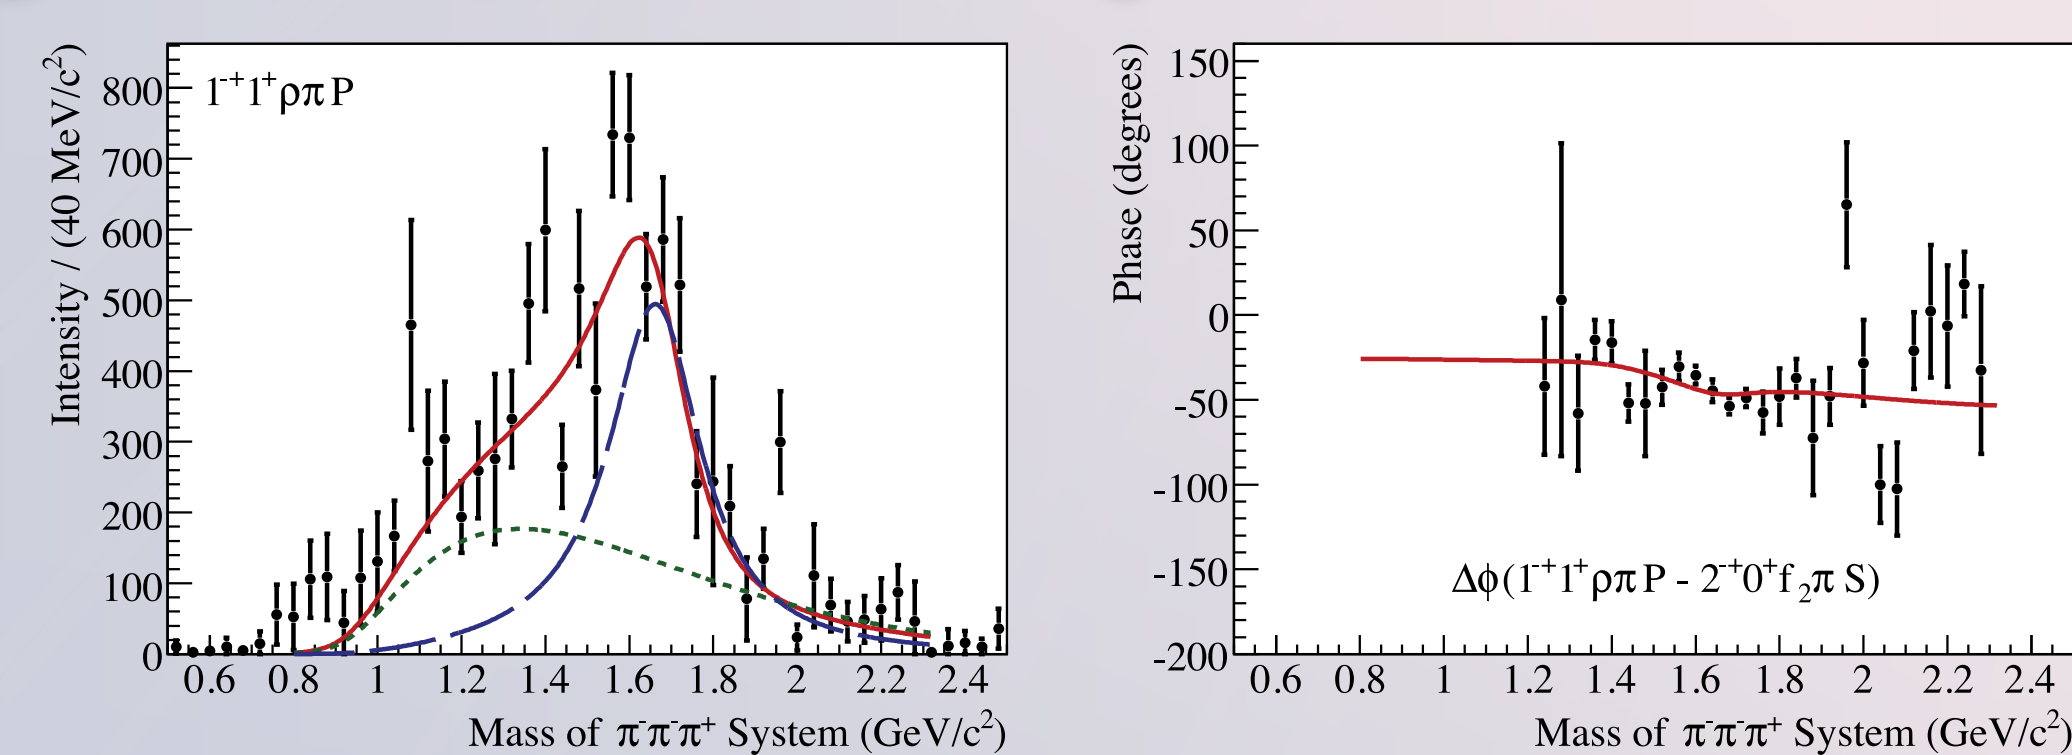 Intensity / (40 MeV/c²)
1⁻⁺1⁺ρπ P
800
700
600
500
400
300
200
100
0
0.6 0.8 1 1.2 1.4 1.6 1.8 2 2.2 2.4
Mass of π⁻π⁻π⁺ System (GeV/c²)
Phase (degrees)
150
100
50
0
-50
-100
-150
-200
Δϕ(1⁻⁺1⁺ρπ P - 2⁻⁺0⁺f₂π S)
0.6 0.8 1 1.2 1.4 1.6 1.8 2 2.2 2.4
Mass of π⁻π⁻π⁺ System (GeV/c²)